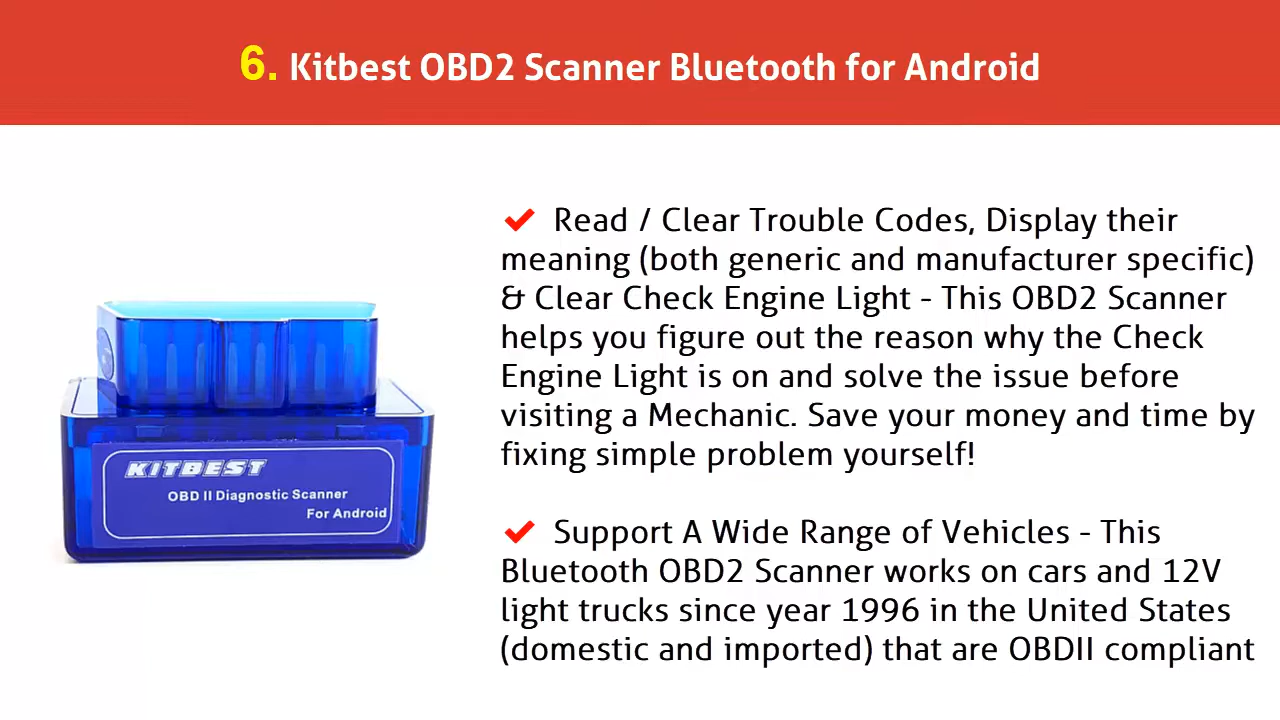 6. Kitbest OBD2 Scanner Bluetooth for Android
Read / Clear Trouble Codes, Display their
meaning (both generic and manufacturer specific)
& Clear Check Engine Light - This OBD2 Scanner
helps you figure out the reason why the Check
Engine Light is on and solve the issue before
visiting a Mechanic. Save your money and time by
fixing simple problem yourself!
Support A Wide Range of Vehicles - This
Bluetooth OBD2 Scanner works on cars and 12V
light trucks since year 1996 in the United States
(domestic and imported) that are OBDII compliant
KITBEST
OBD II Diagnostic Scanner
For Android